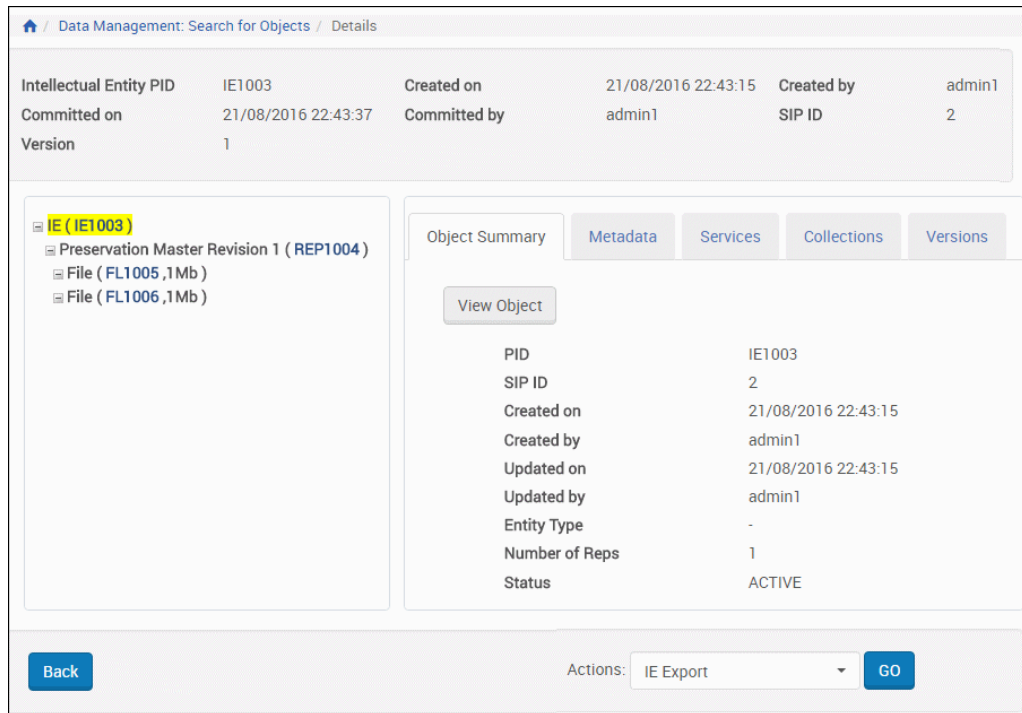 / Data Management: Search for Objects / Details
Intellectual Entity PID IE1003 Created on 21/08/2016 22:43:15 Created by admin1
Committed on 21/08/2016 22:43:37 Committed by admin1 SIP ID 2
Version 1
IE ( IE1003 )
Preservation Master Revision 1 ( REP1004 )
File ( FL1005 ,1Mb )
File ( FL1006 ,1Mb )
Object Summary Metadata Services Collections Versions
View Object
PID IE1003
SIP ID 2
Created on 21/08/2016 22:43:15
Created by admin1
Updated on 21/08/2016 22:43:15
Updated by admin1
Entity Type -
Number of Reps 1
Status ACTIVE
Back Actions: IE Export GO